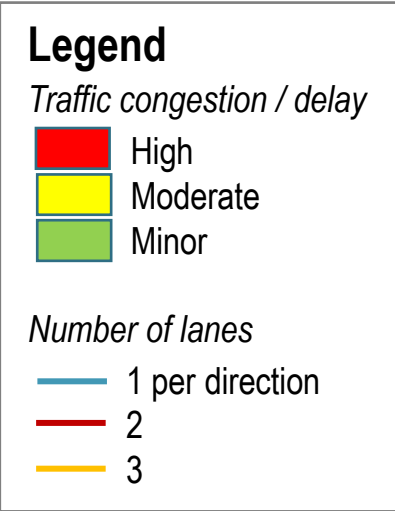 Legend
Traffic congestion / delay
High
Moderate
Minor
Number of lanes
1 per direction
2
3